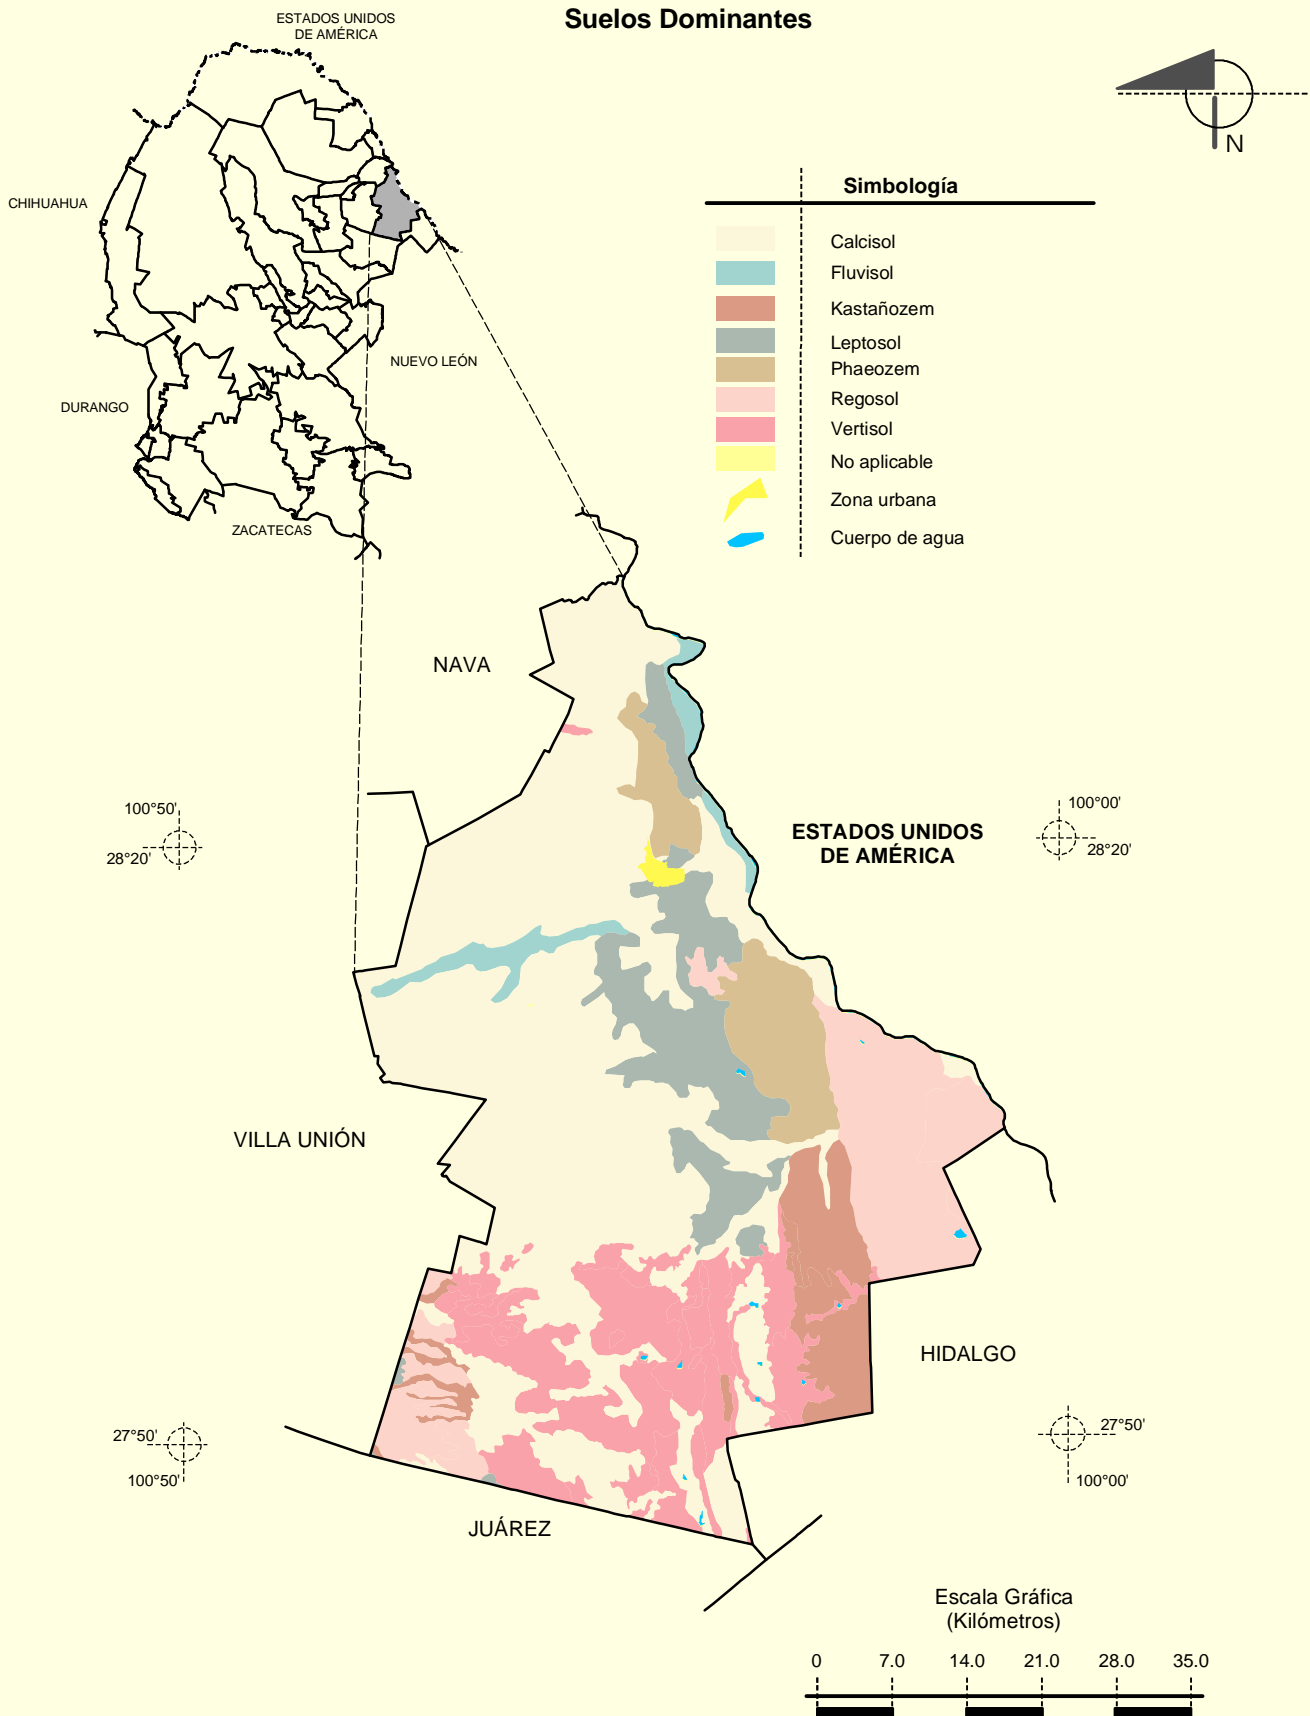 Suelos Dominantes
ESTADOS UNIDOS
DE AMÉRICA
CHIHUAHUA
NUEVO LEÓN
DURANGO
ZACATECAS
N
Simbología
Calcisol
Fluvisol
Kastañozem
Leptosol
Phaeozem
Regosol
Vertisol
No aplicable
Zona urbana
Cuerpo de agua
NAVA
100°50'
28°20'
ESTADOS UNIDOS
DE AMÉRICA
100°00'
28°20'
VILLA UNIÓN
HIDALGO
27°50'
100°50'
27°50'
100°00'
JUÁREZ
Escala Gráfica
(Kilómetros)
0 7.0 14.0 21.0 28.0 35.0